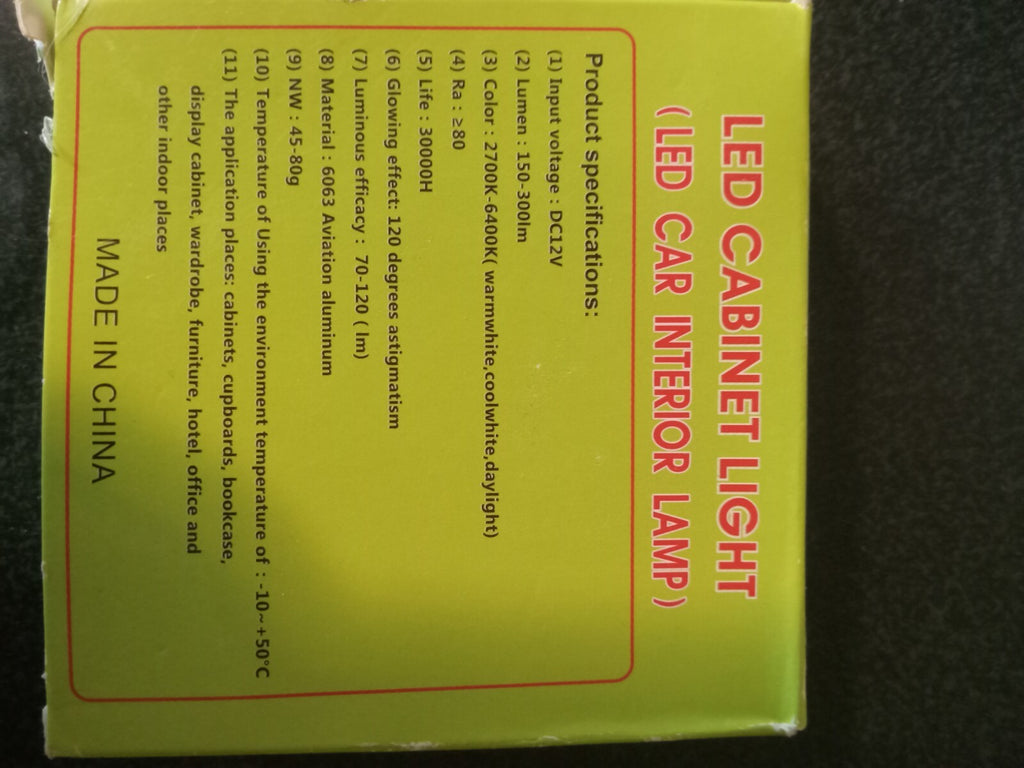 LED CABINET LIGHT
(LED CAR INTERIOR LAMP)
Product specifications:
(1) Input voltage : DC12V
(2) Lumen : 150-300lm
(3) Color : 2700K-6400K( warmwhite,coolwhite,daylight)
(4) Ra : ≥80
(5) Life : 30000H
(6) Glowing effect: 120 degrees astigmatism
(7) Luminous efficacy : 70-120 ( lm)
(8) Material : 6063 Aviation aluminum
(9) NW : 45-80g
(10) Temperature of Using the environment temperature of : -10~+50°C
(11) The application places: cabinets, cupboards, bookcase,
display cabinet, wardrobe, furniture, hotel, office and
other indoor places
MADE IN CHINA